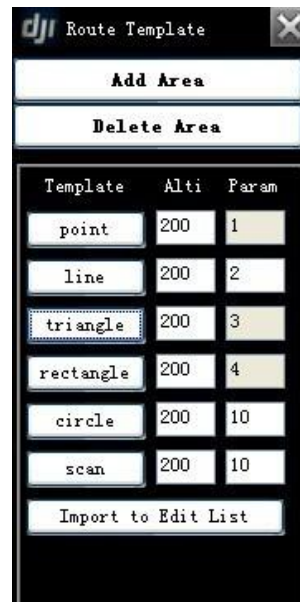 dji Route Template
Add Area
Delete Area
Template Alti Param
point 200 1
line 200 2
triangle 200 3
rectangle 200 4
circle 200 10
scan 200 10
Import to Edit List